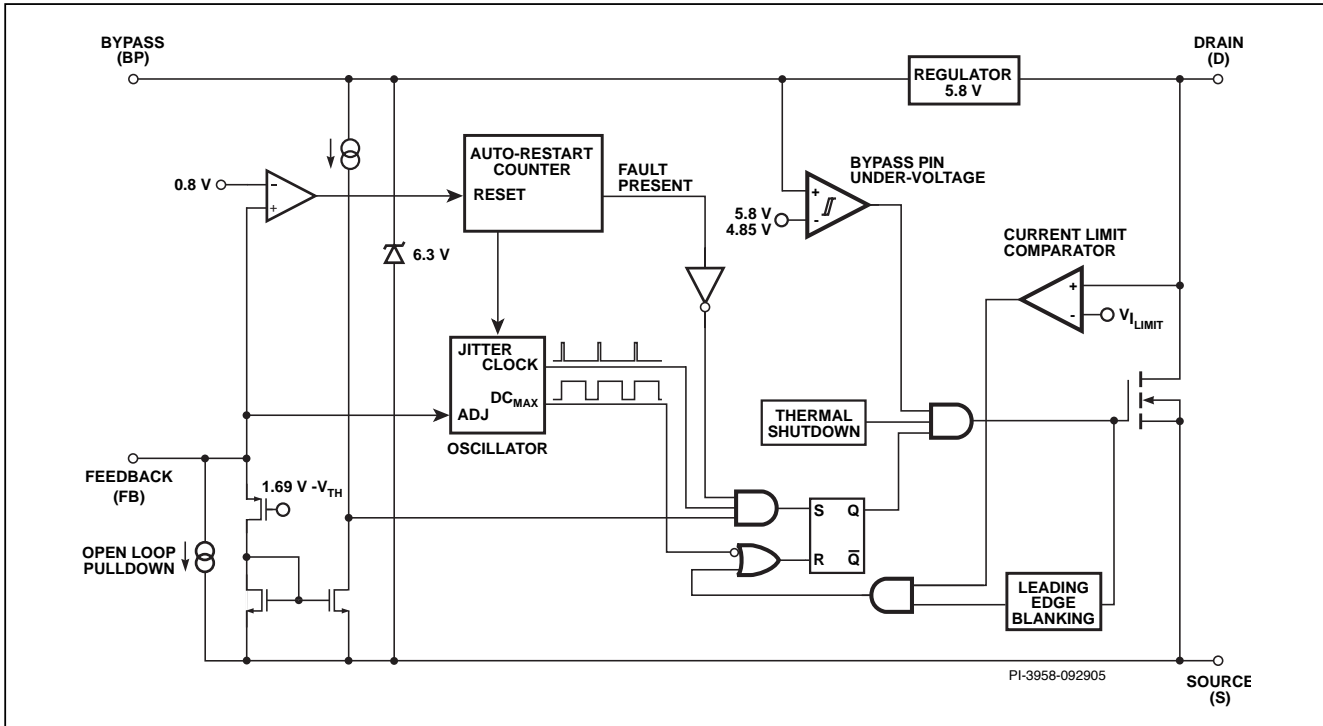 BYPASS
(BP)
DRAIN
(D)
REGULATOR
5.8 V
AUTO-RESTART
COUNTER
RESET
FAULT
PRESENT
BYPASS PIN
UNDER-VOLTAGE
0.8 V
-
+
+
-
5.8 V
4.85 V
6.3 V
CURRENT LIMIT
COMPARATOR
+
-
VI LIMIT
JITTER
CLOCK
DCMAX
ADJ
OSCILLATOR
THERMAL
SHUTDOWN
FEEDBACK
(FB)
1.69 V -VTH
OPEN LOOP
PULLDOWN
S Q
R Q̅
LEADING
EDGE
BLANKING
PI-3958-092905
SOURCE
(S)